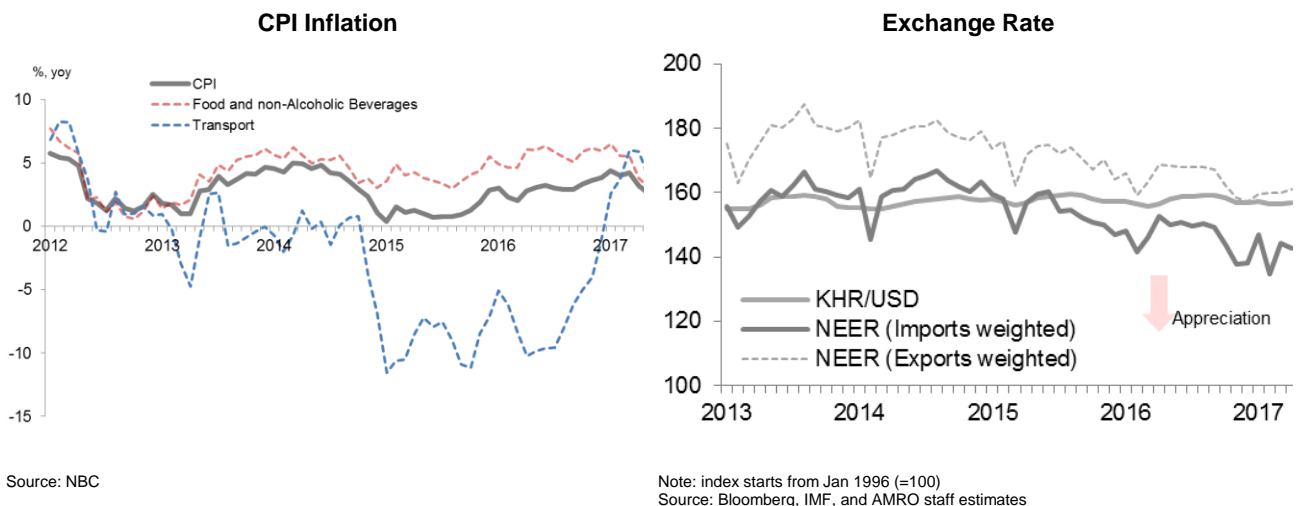 CPI Inflation
%, yoy
CPI
Food and non-Alcoholic Beverages
Transport
10
5
0
-5
-10
-15
2012 2013 2014 2015 2016 2017
Source: NBC
Exchange Rate
200
180
160
140
120
100
KHR/USD
NEER (Imports weighted)
NEER (Exports weighted)
Appreciation
2013 2014 2015 2016 2017
Note: index starts from Jan 1996 (=100)
Source: Bloomberg, IMF, and AMRO staff estimates